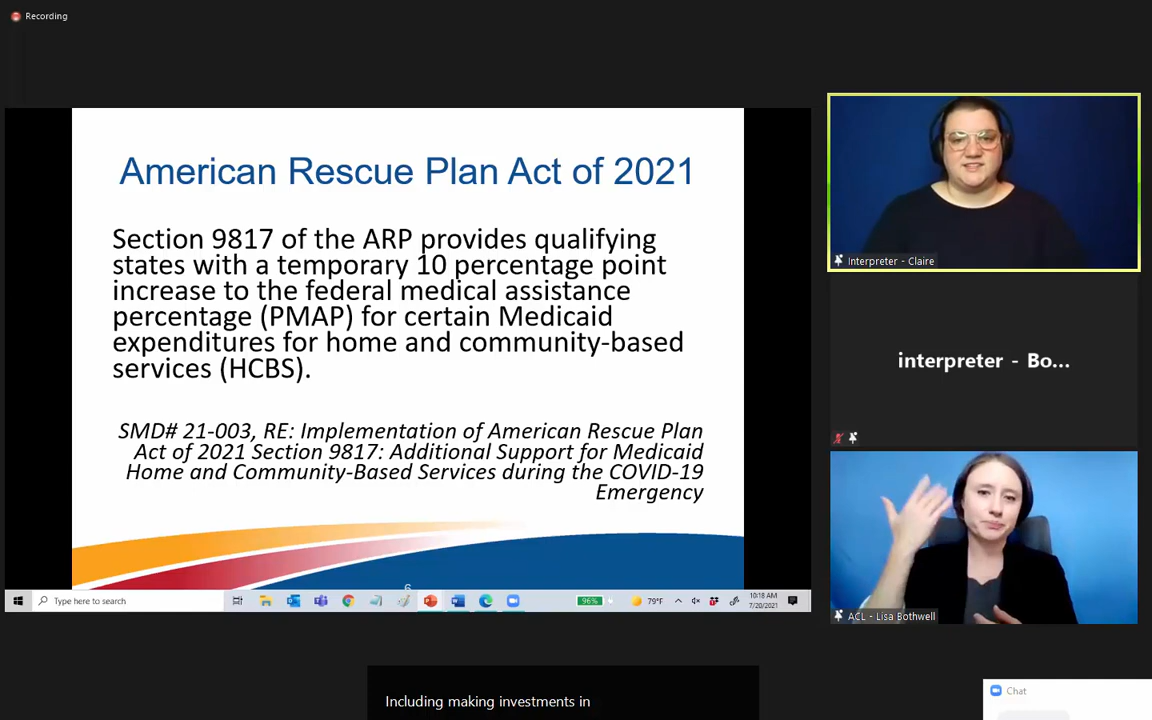 Recording
American Rescue Plan Act of 2021
Section 9817 of the ARP provides qualifying
states with a temporary 10 percentage point
increase to the federal medical assistance
percentage (PMAP) for certain Medicaid
expenditures for home and community-based
services (HCBS).
SMD# 21-003, RE: Implementation of American Rescue Plan
Act of 2021 Section 9817: Additional Support for Medicaid
Home and Community-Based Services during the COVID-19
Emergency
6
Type here to search
96%
79°F
10:18 AM
7/20/2021
Interpreter - Claire
interpreter - Bo...
ACL - Lisa Bothwell
Including making investments in
Chat